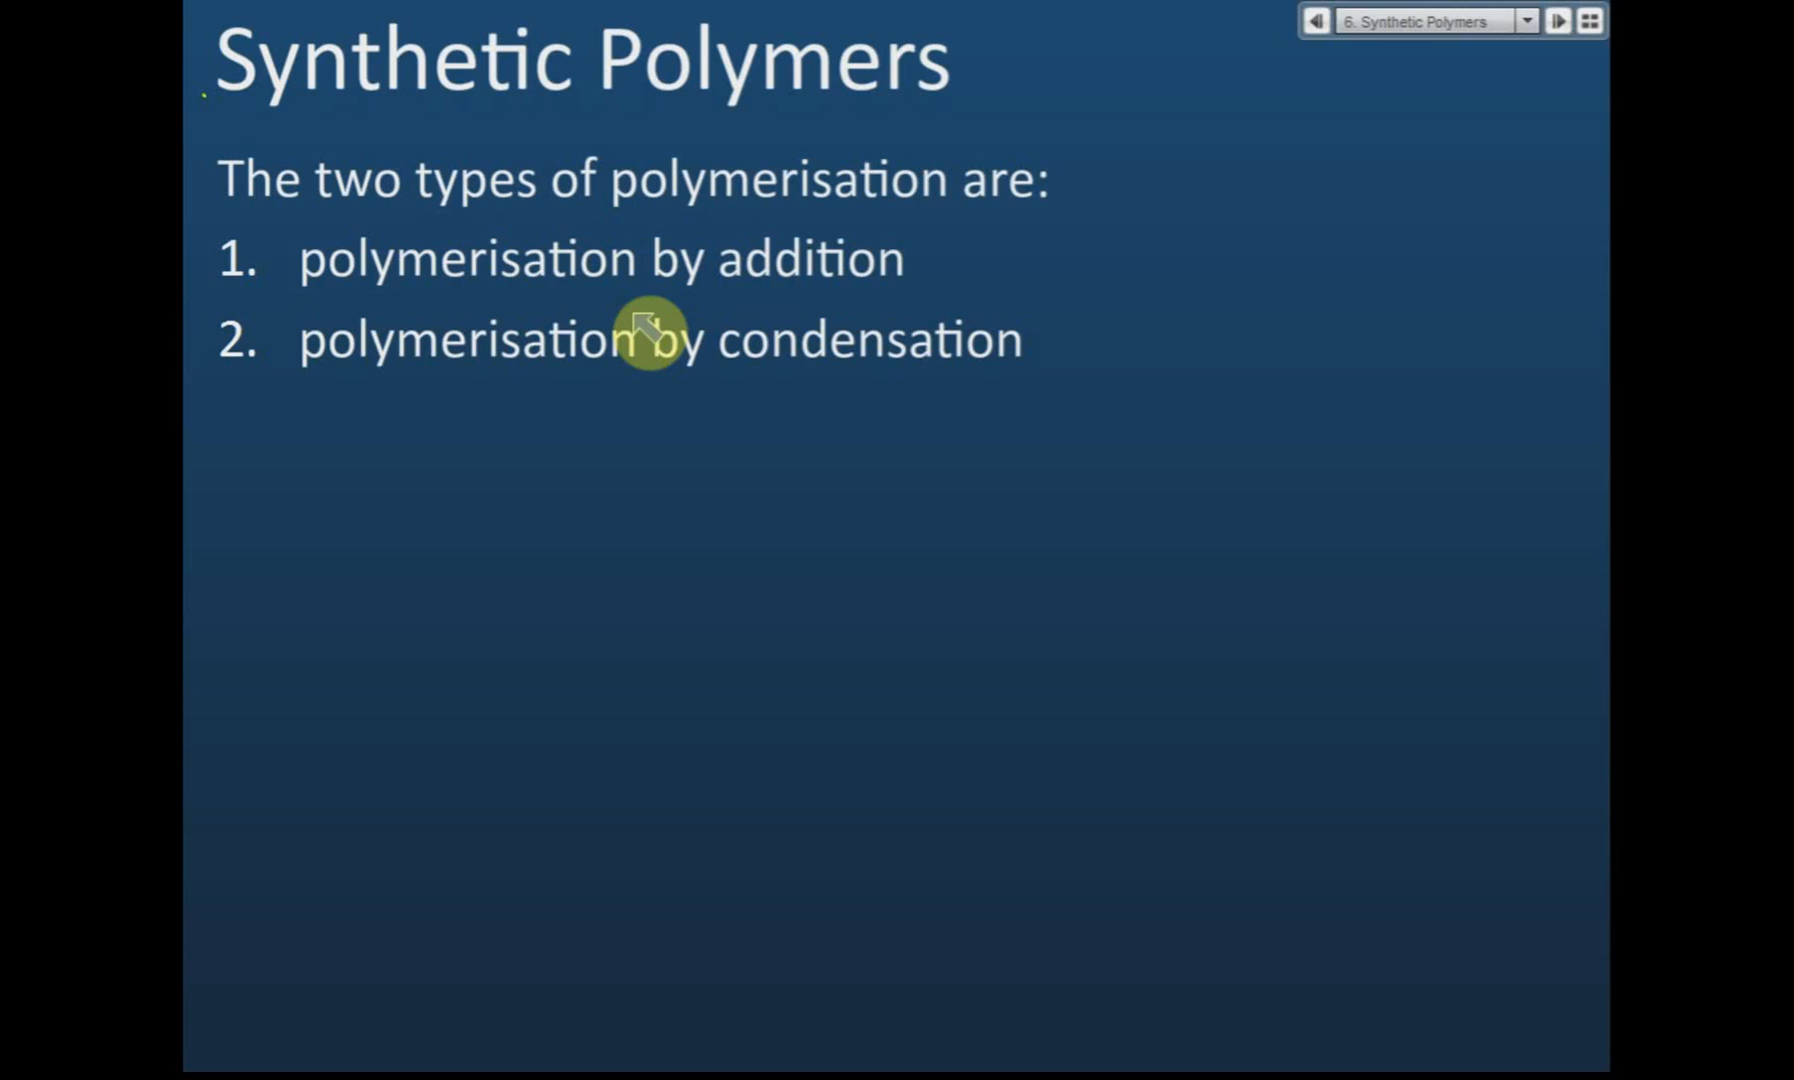 Synthetic Polymers
6. Synthetic Polymers
The two types of polymerisation are:
1. polymerisation by addition
2. polymerisation by condensation